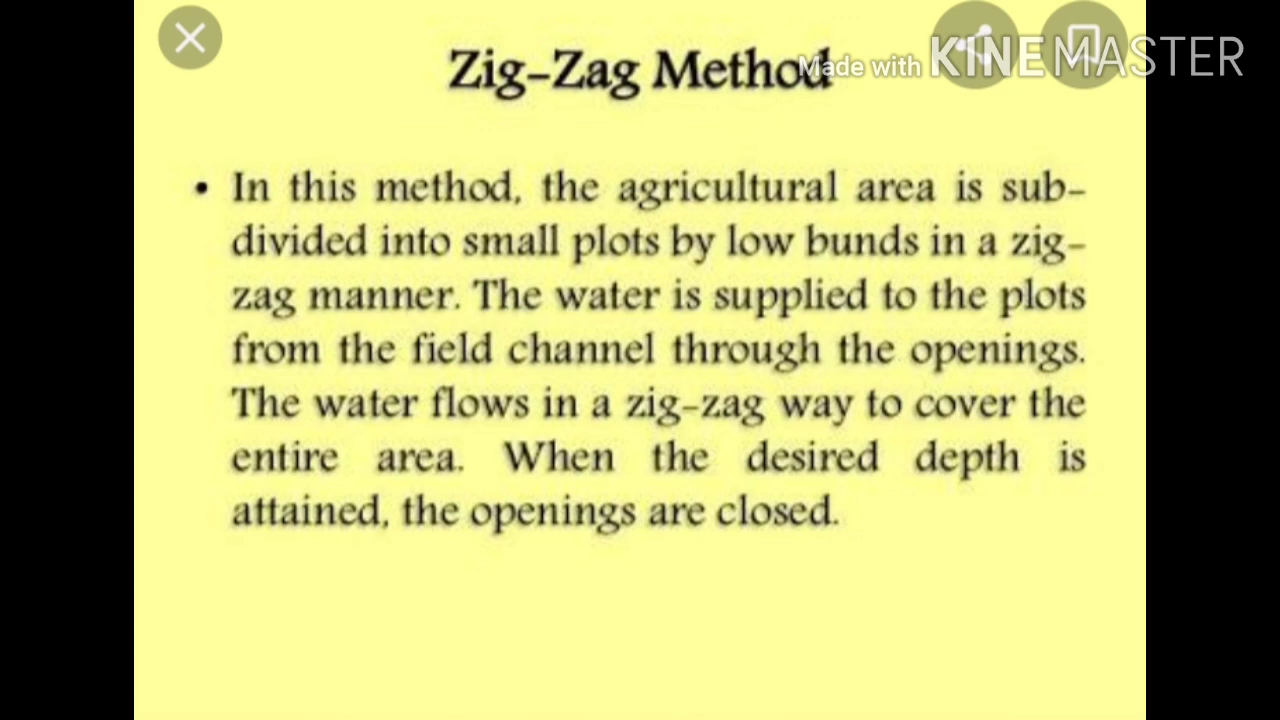 Zig-Zag Method
Made with KINEMASTER
• In this method, the agricultural area is sub-
divided into small plots by low bunds in a zig-
zag manner. The water is supplied to the plots
from the field channel through the openings.
The water flows in a zig-zag way to cover the
entire area. When the desired depth is
attained, the openings are closed.